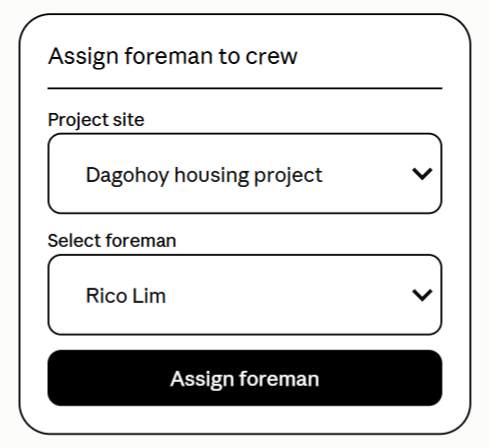 Assign foreman to crew
Project site
Dagohoy housing project
Select foreman
Rico Lim
Assign foreman